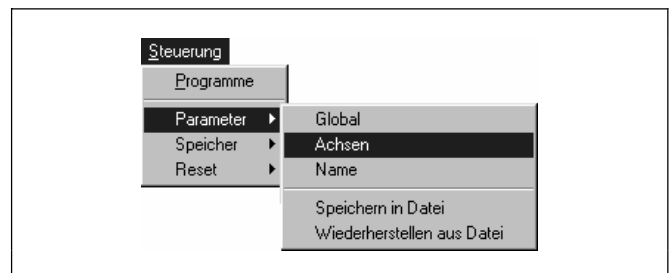 Steuerung
Programme
Parameter
Speicher
Reset
Global
Achsen
Name
Speichern in Datei
Wiederherstellen aus Datei